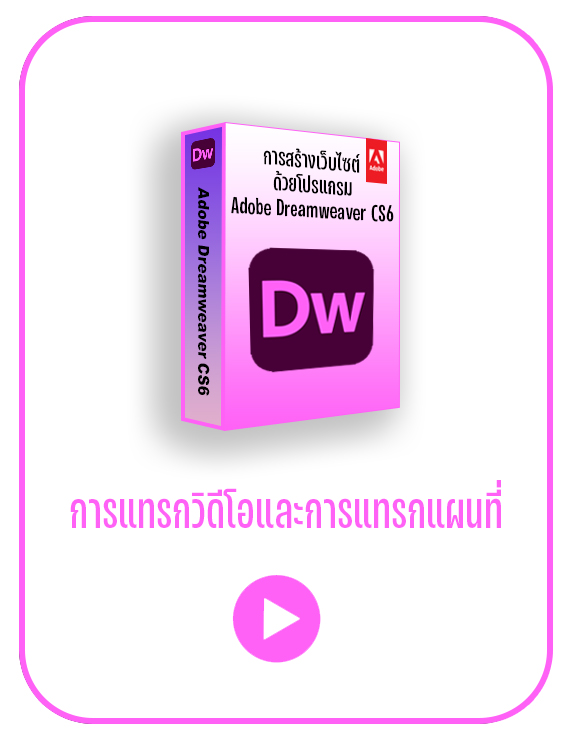 การสร้างเว็บไซต์
ด้วยโปรแกรม
Adobe Dreamweaver CS6
Adobe
Dw
Adobe Dreamweaver CS6
Dw
การแทรกวิดีโอและการแทรกแผนที่